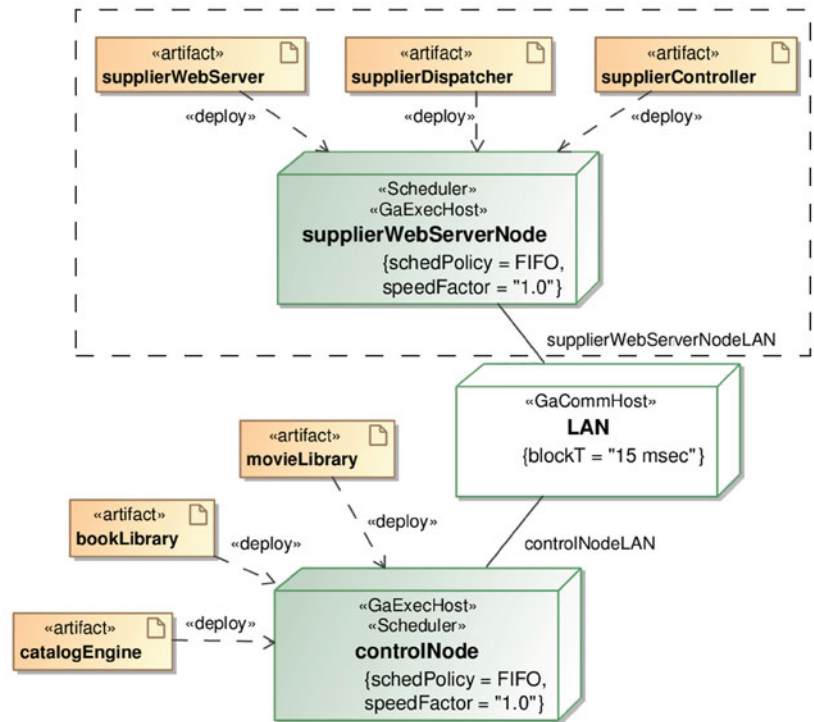 «artifact»
supplierWebServer
«artifact»
supplierDispatcher
«artifact»
supplierController
«deploy»
«deploy»
«deploy»
«Scheduler»
«GaExecHost»
supplierWebServerNode
{schedPolicy = FIFO,
speedFactor = "1.0"}
supplierWebServerNodeLAN
«GaCommHost»
LAN
{blockT = "15 msec"}
«artifact»
movieLibrary
«artifact»
bookLibrary
«deploy»
«deploy»
controlNodeLAN
«artifact»
catalogEngine
«deploy»
«GaExecHost»
«Scheduler»
controlNode
{schedPolicy = FIFO,
speedFactor = "1.0"}